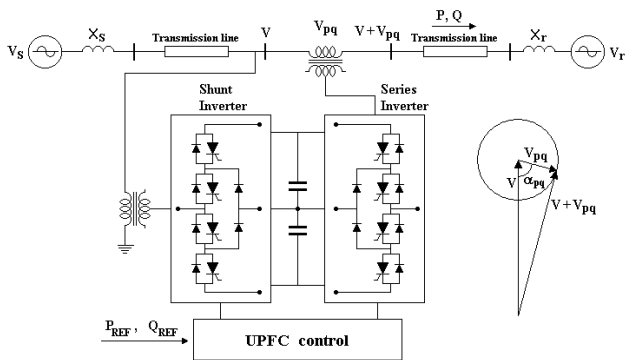 P, Q
V_S
X_S
Transmission line
V
V_pq
V+V_pq
Transmission line
X_r
V_r
Shunt
Inverter
Series
Inverter
V_pq
V
α_pq
V+V_pq
P_REF , Q_REF
UPFC control